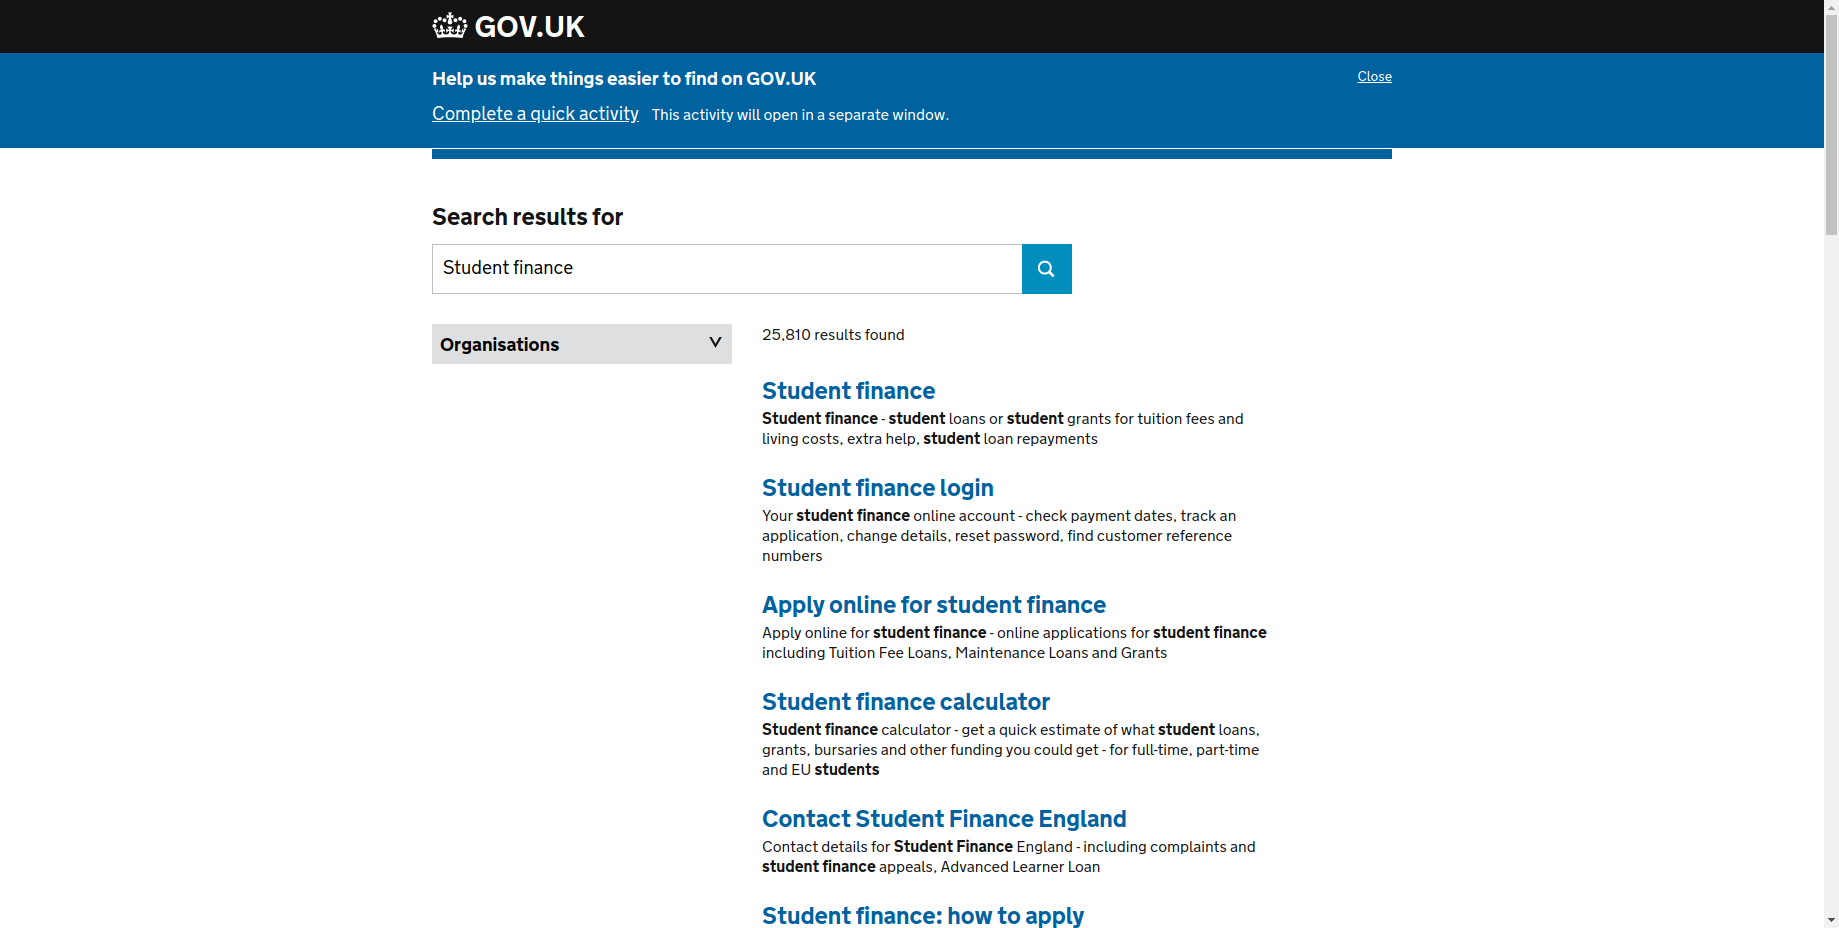 GOV.UK
Help us make things easier to find on GOV.UK
Close
Complete a quick activity This activity will open in a separate window.
Search results for
Student finance
Organisations
25,810 results found
Student finance
Student finance - student loans or student grants for tuition fees and
living costs, extra help, student loan repayments
Student finance login
Your student finance online account - check payment dates, track an
application, change details, reset password, find customer reference
numbers
Apply online for student finance
Apply online for student finance - online applications for student finance
including Tuition Fee Loans, Maintenance Loans and Grants
Student finance calculator
Student finance calculator - get a quick estimate of what student loans,
grants, bursaries and other funding you could get - for full-time, part-time
and EU students
Contact Student Finance England
Contact details for Student Finance England - including complaints and
student finance appeals, Advanced Learner Loan
Student finance: how to apply